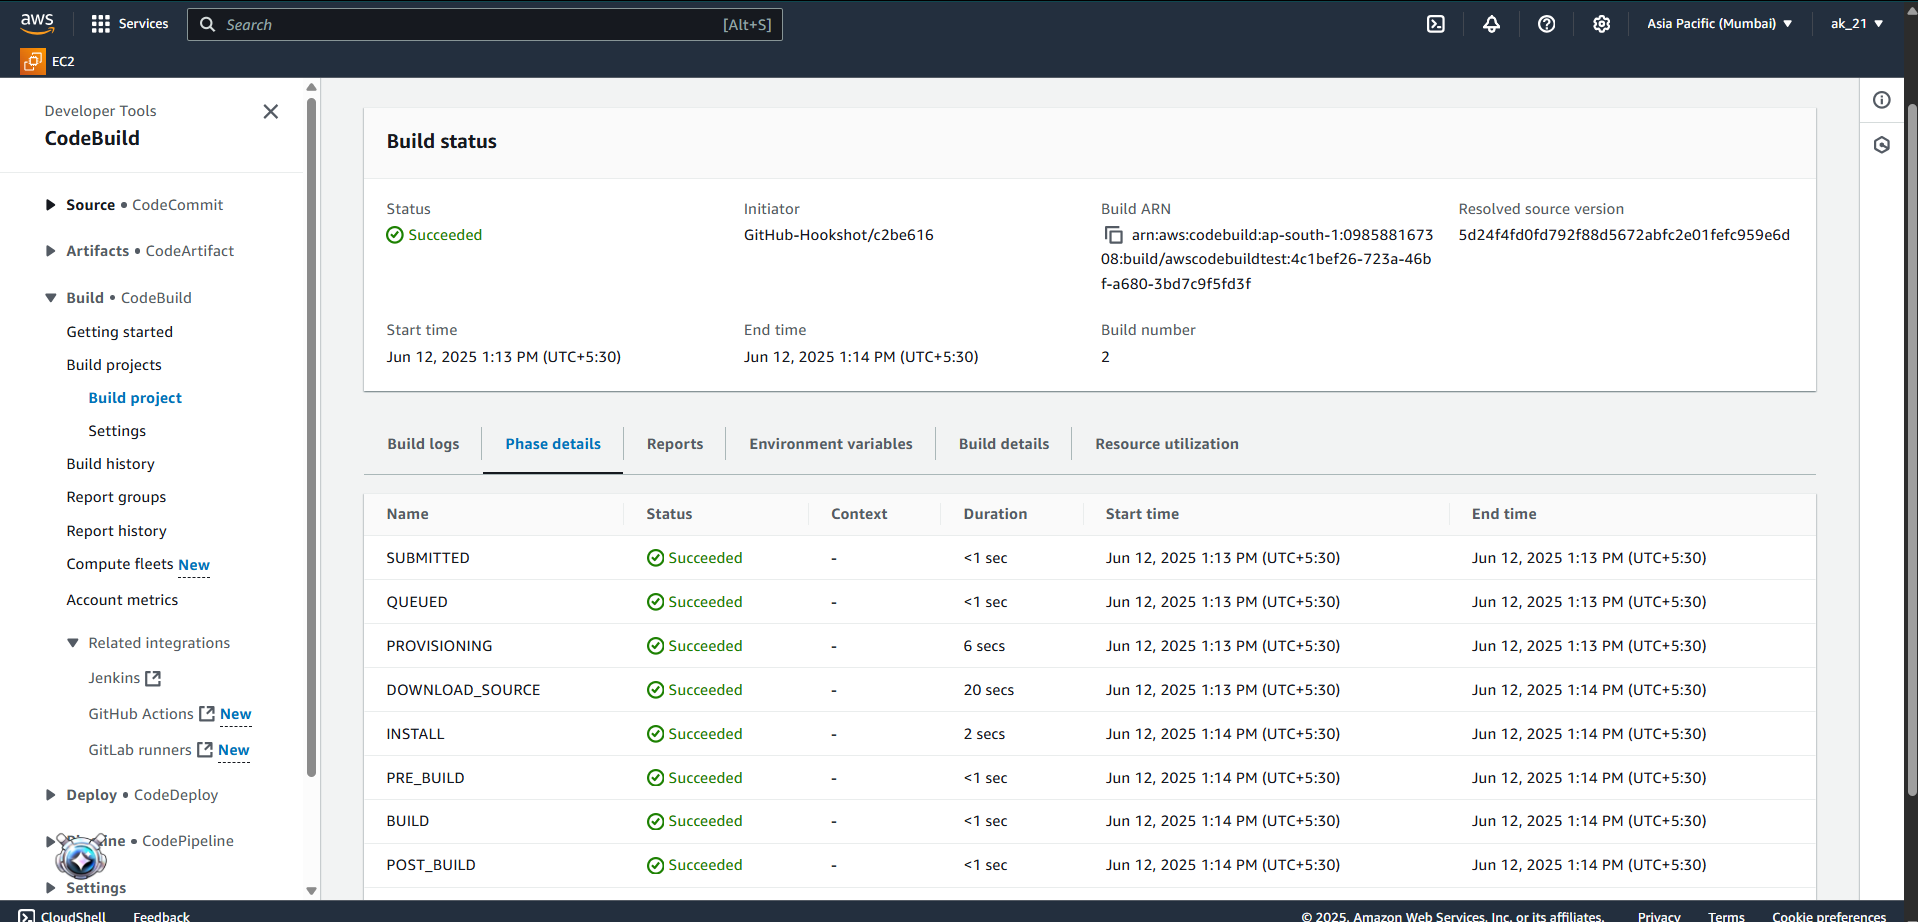 aws
Services
Search
[Alt+S]
Asia Pacific (Mumbai)
ak_21
EC2
Developer Tools
CodeBuild
Source • CodeCommit
Artifacts • CodeArtifact
Build • CodeBuild
Getting started
Build projects
Build project
Settings
Build history
Report groups
Report history
Compute fleets New
Account metrics
Related integrations
Jenkins
GitHub Actions New
GitLab runners New
Deploy • CodeDeploy
• CodePipeline
Settings
Build status
Status
Succeeded
Initiator
GitHub-Hookshot/c2be616
Build ARN
arn:aws:codebuild:ap-south-1:0985881673
08:build/awscodebuildtest:4c1bef26-723a-46b
f-a680-3bd7c9f5fd3f
Resolved source version
5d24f4fd0fd792f88d5672abfc2e01fefc959e6d
Start time
Jun 12, 2025 1:13 PM (UTC+5:30)
End time
Jun 12, 2025 1:14 PM (UTC+5:30)
Build number
2
Build logs
Phase details
Reports
Environment variables
Build details
Resource utilization
Name Status Context Duration Start time End time
SUBMITTED Succeeded - <1 sec Jun 12, 2025 1:13 PM (UTC+5:30) Jun 12, 2025 1:13 PM (UTC+5:30)
QUEUED Succeeded - <1 sec Jun 12, 2025 1:13 PM (UTC+5:30) Jun 12, 2025 1:13 PM (UTC+5:30)
PROVISIONING Succeeded - 6 secs Jun 12, 2025 1:13 PM (UTC+5:30) Jun 12, 2025 1:13 PM (UTC+5:30)
DOWNLOAD_SOURCE Succeeded - 20 secs Jun 12, 2025 1:13 PM (UTC+5:30) Jun 12, 2025 1:14 PM (UTC+5:30)
INSTALL Succeeded - 2 secs Jun 12, 2025 1:14 PM (UTC+5:30) Jun 12, 2025 1:14 PM (UTC+5:30)
PRE_BUILD Succeeded - <1 sec Jun 12, 2025 1:14 PM (UTC+5:30) Jun 12, 2025 1:14 PM (UTC+5:30)
BUILD Succeeded - <1 sec Jun 12, 2025 1:14 PM (UTC+5:30) Jun 12, 2025 1:14 PM (UTC+5:30)
POST_BUILD Succeeded - <1 sec Jun 12, 2025 1:14 PM (UTC+5:30) Jun 12, 2025 1:14 PM (UTC+5:30)
CloudShell Feedback © 2025, Amazon Web Services, Inc. or its affiliates. Privacy Terms Cookie preferences